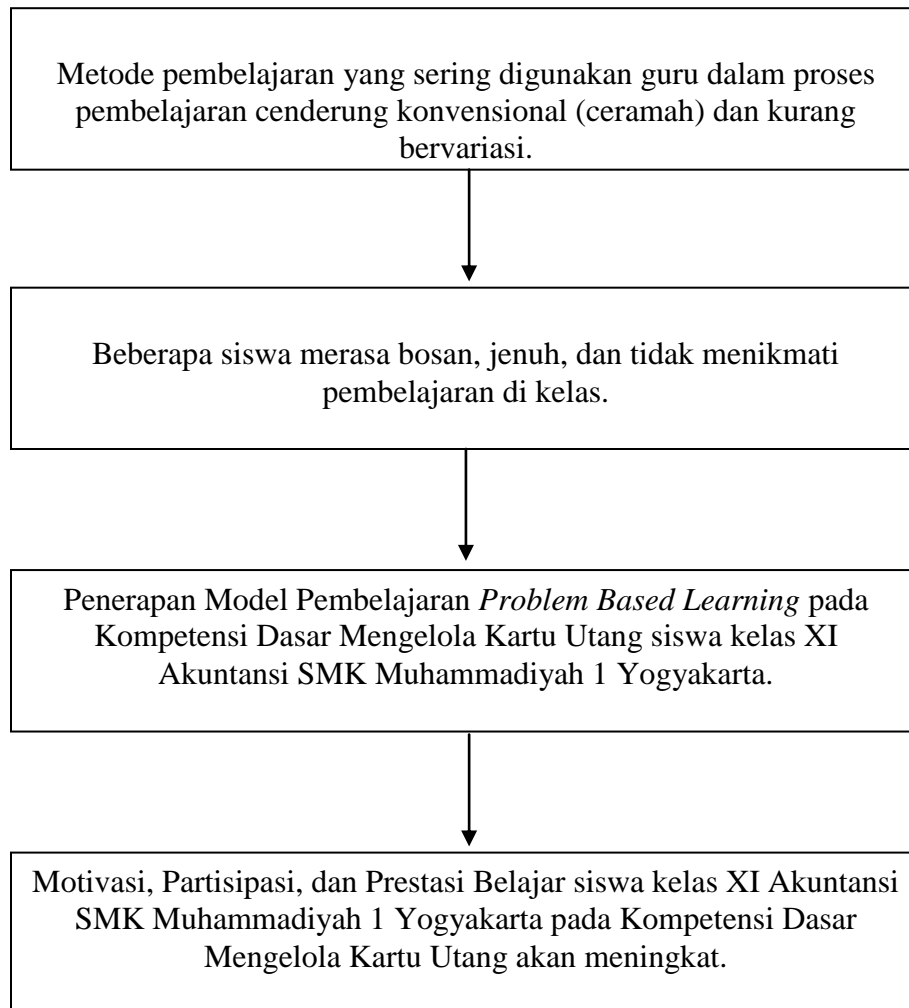 Metode pembelajaran yang sering digunakan guru dalam proses
pembelajaran cenderung konvensional (ceramah) dan kurang
bervariasi.
Beberapa siswa merasa bosan, jenuh, dan tidak menikmati
pembelajaran di kelas.
Penerapan Model Pembelajaran Problem Based Learning pada
Kompetensi Dasar Mengelola Kartu Utang siswa kelas XI
Akuntansi SMK Muhammadiyah 1 Yogyakarta.
Motivasi, Partisipasi, dan Prestasi Belajar siswa kelas XI Akuntansi
SMK Muhammadiyah 1 Yogyakarta pada Kompetensi Dasar
Mengelola Kartu Utang akan meningkat.